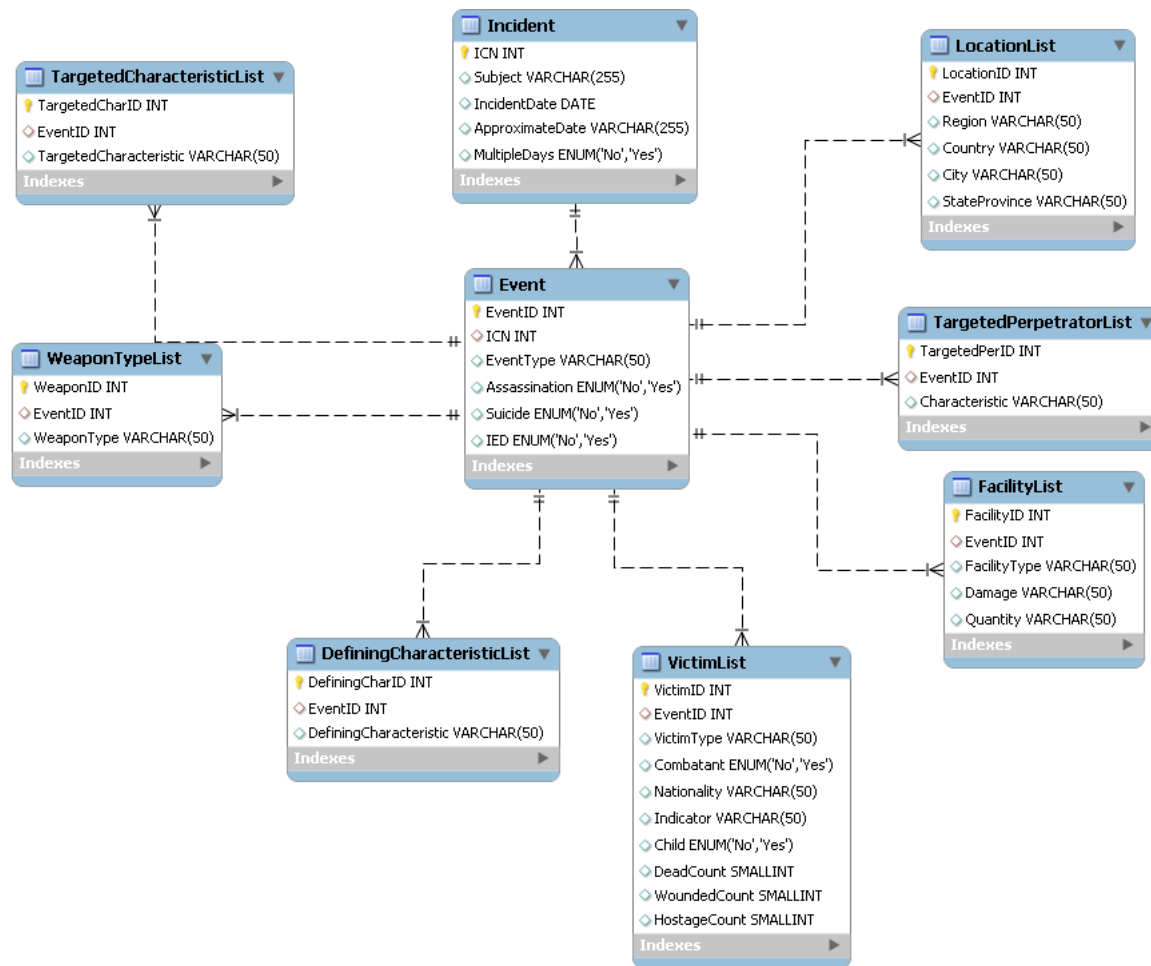 Incident
ICN INT
Subject VARCHAR(255)
IncidentDate DATE
ApproximateDate VARCHAR(255)
MultipleDays ENUM('No','Yes')
Indexes
LocationList
LocationID INT
EventID INT
Region VARCHAR(50)
Country VARCHAR(50)
City VARCHAR(50)
StateProvince VARCHAR(50)
Indexes
TargetedCharacteristicList
TargetedCharID INT
EventID INT
TargetedCharacteristic VARCHAR(50)
Indexes
Event
EventID INT
ICN INT
EventType VARCHAR(50)
Assassination ENUM('No','Yes')
Suicide ENUM('No','Yes')
IED ENUM('No','Yes')
Indexes
TargetedPerpetratorList
TargetedPerID INT
EventID INT
Characteristic VARCHAR(50)
Indexes
WeaponTypeList
WeaponID INT
EventID INT
WeaponType VARCHAR(50)
Indexes
FacilityList
FacilityID INT
EventID INT
FacilityType VARCHAR(50)
Damage VARCHAR(50)
Quantity VARCHAR(50)
Indexes
DefiningCharacteristicList
DefiningCharID INT
EventID INT
DefiningCharacteristic VARCHAR(50)
Indexes
VictimList
VictimID INT
EventID INT
VictimType VARCHAR(50)
Combatant ENUM('No','Yes')
Nationality VARCHAR(50)
Indicator VARCHAR(50)
Child ENUM('No','Yes')
DeadCount SMALLINT
WoundedCount SMALLINT
HostageCount SMALLINT
Indexes